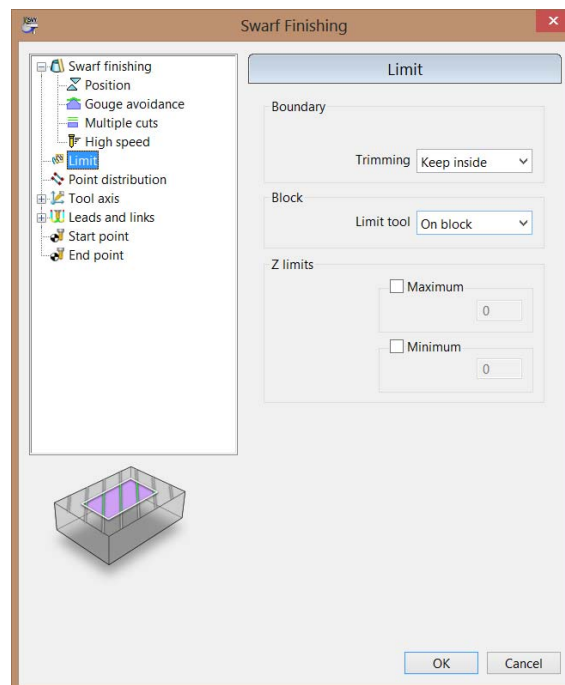 Swarf Finishing
Swarf finishing
Position
Gouge avoidance
Multiple cuts
High speed
Limit
Point distribution
Tool axis
Leads and links
Start point
End point
Limit
Boundary
Trimming Keep inside
Block
Limit tool On block
Z limits
Maximum
0
Minimum
0
OK Cancel